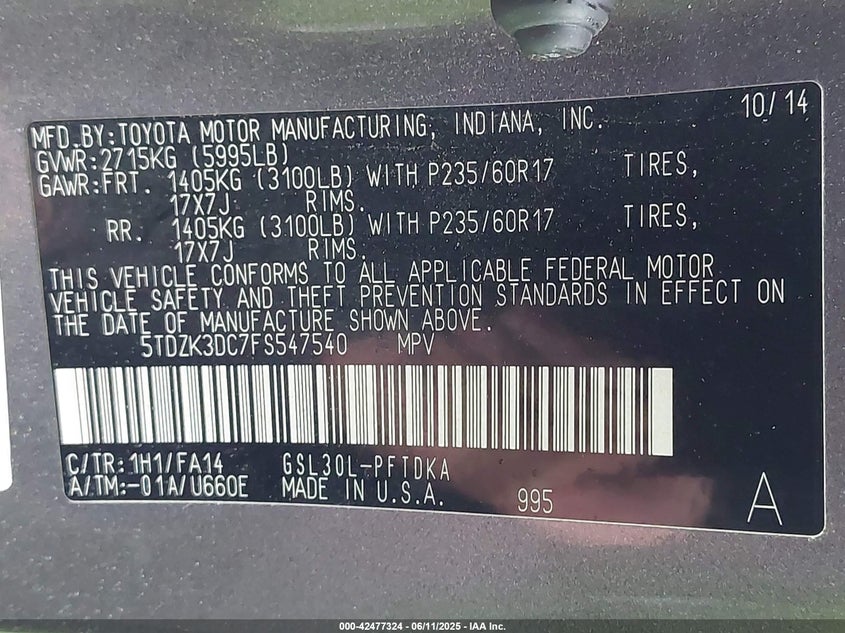 10/14
MFD.BY:TOYOTA MOTOR MANUFACTURING, INDIANA, INC.
GVWR:2715KG (5995LB)
GAWR:FRT. 1405KG (3100LB) WITH P235/60R17 TIRES,
17X7J RIMS.
RR. 1405KG (3100LB) WITH P235/60R17 TIRES,
17X7J RIMS.
THIS VEHICLE CONFORMS TO ALL APPLICABLE FEDERAL MOTOR
VEHICLE SAFETY AND THEFT PREVENTION STANDARDS IN EFFECT ON
THE DATE OF MANUFACTURE SHOWN ABOVE.
5TDZK3DC7FS547540 MPV
C/TR:1H1/FA14 GSL30L-PFTDKA
A/TM:-01A/U660E MADE IN U.S.A. 995 A
000-42477324 - 06/11/2025 - IAA Inc.